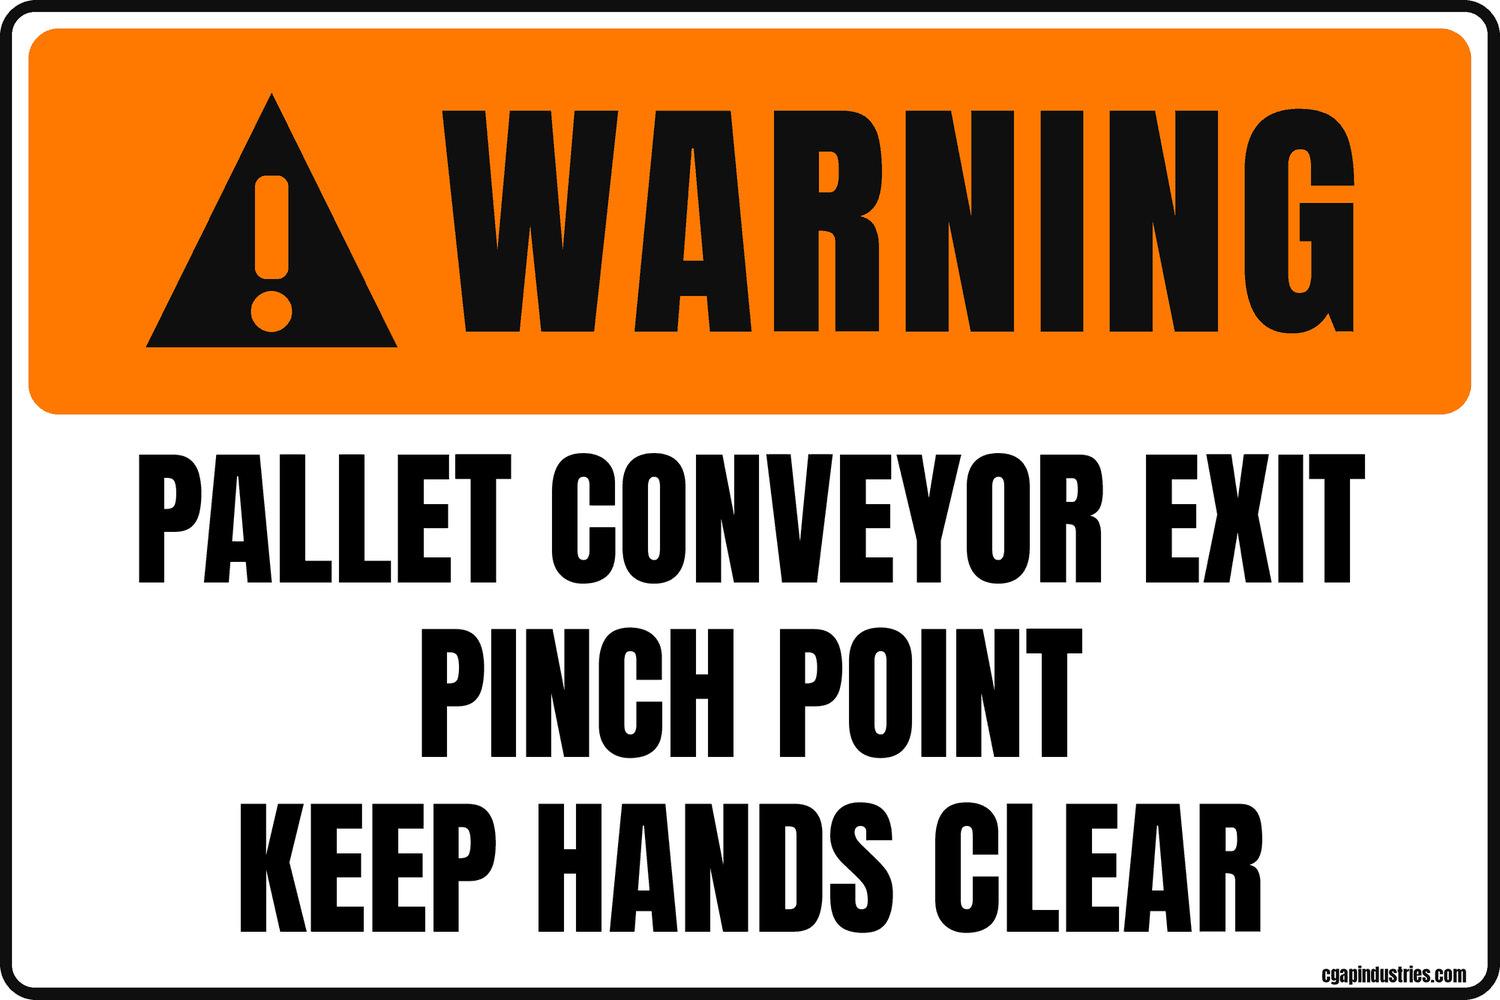 WARNING
PALLET CONVEYOR EXIT
PINCH POINT
KEEP HANDS CLEAR
cgapindustries.com